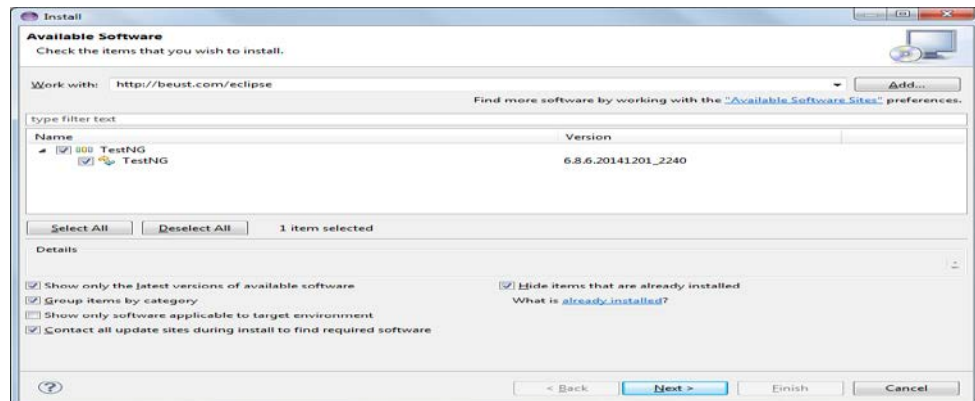 Install
Available Software
Check the items that you wish to install.
Work with: http://beust.com/eclipse Add...
Find more software by working with the "Available Software Sites" preferences.
type filter text
Name Version
TestNG
TestNG 6.8.6.20141201_2240
Select All Deselect All 1 item selected
Details
Show only the latest versions of available software Hide items that are already installed
Group items by category What is already installed?
Show only software applicable to target environment
Contact all update sites during install to find required software
? < Back Next > Finish Cancel